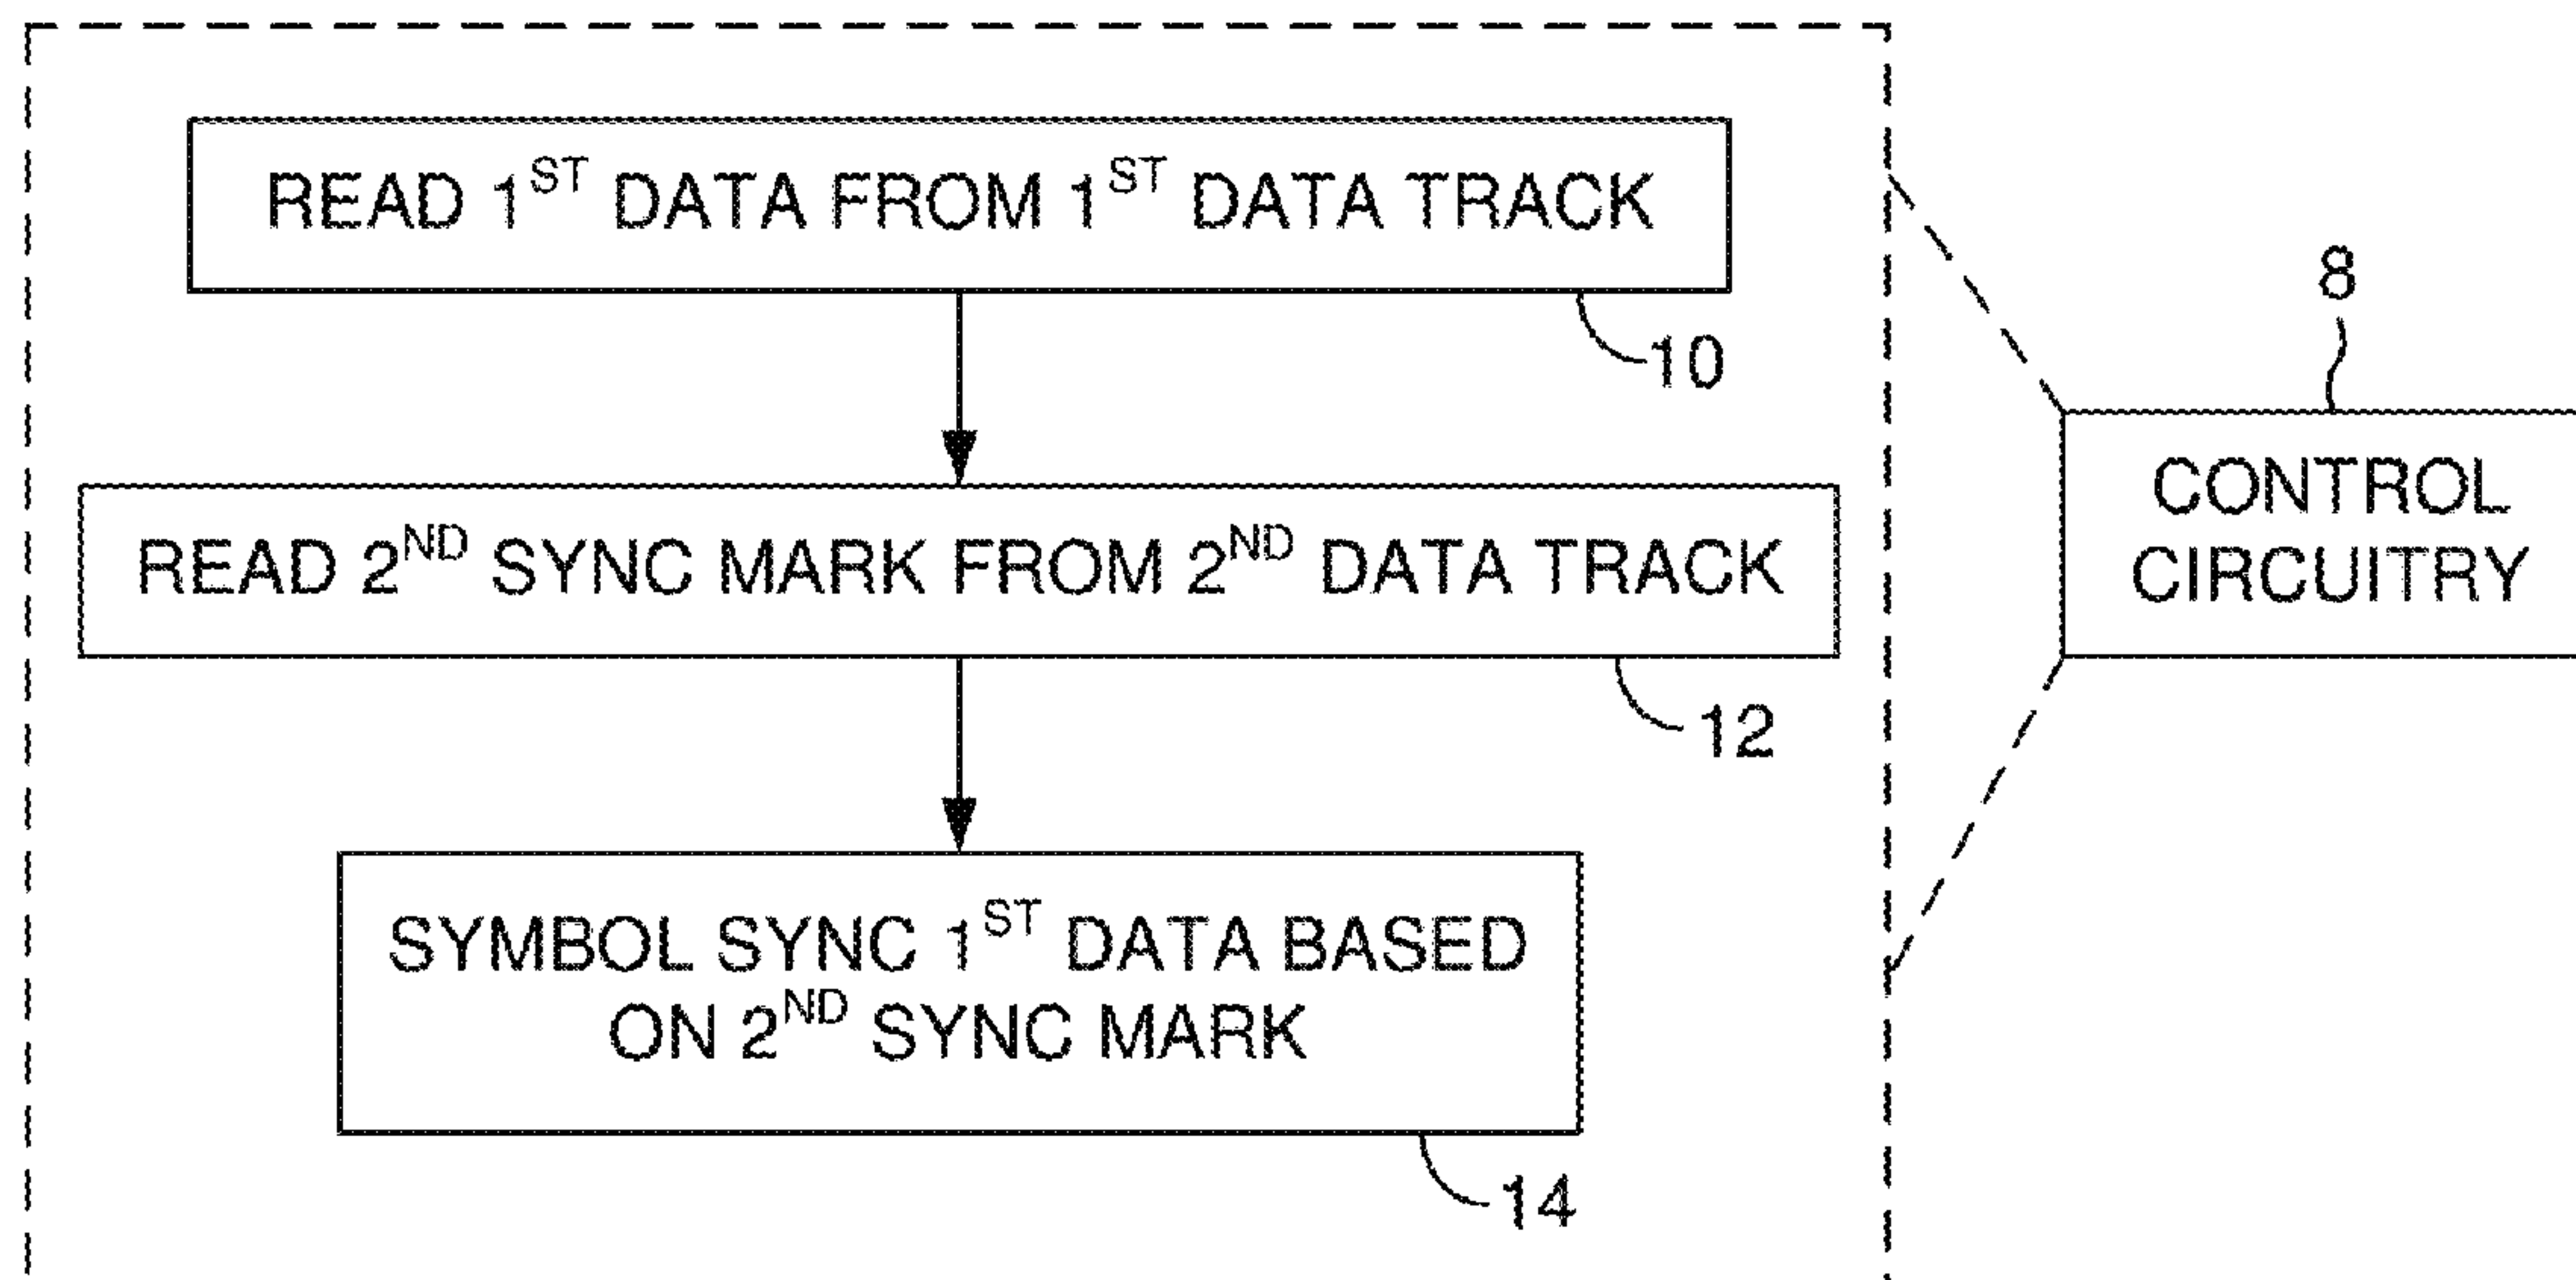 READ 1ST DATA FROM 1ST DATA TRACK
10
8
CONTROL
CIRCUITRY
READ 2ND SYNC MARK FROM 2ND DATA TRACK
12
SYMBOL SYNC 1ST DATA BASED
ON 2ND SYNC MARK
14